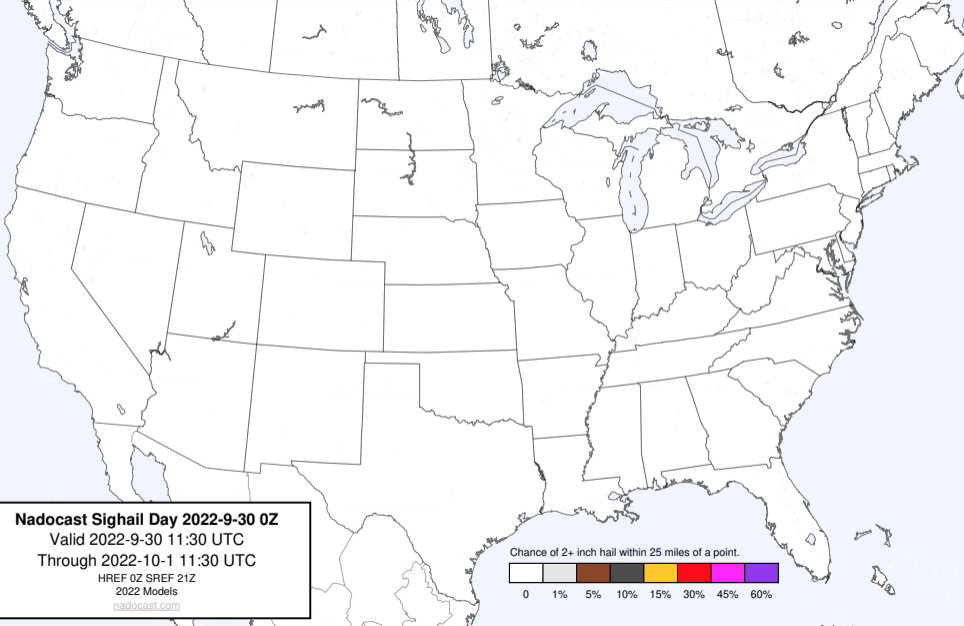 Nadocast Sighail Day 2022-9-30 0Z
Valid 2022-9-30 11:30 UTC
Through 2022-10-1 11:30 UTC
HREF 0Z SREF 21Z
2022 Models
nadocast.com
Chance of 2+ inch hail within 25 miles of a point.
0 1% 5% 10% 15% 30% 45% 60%